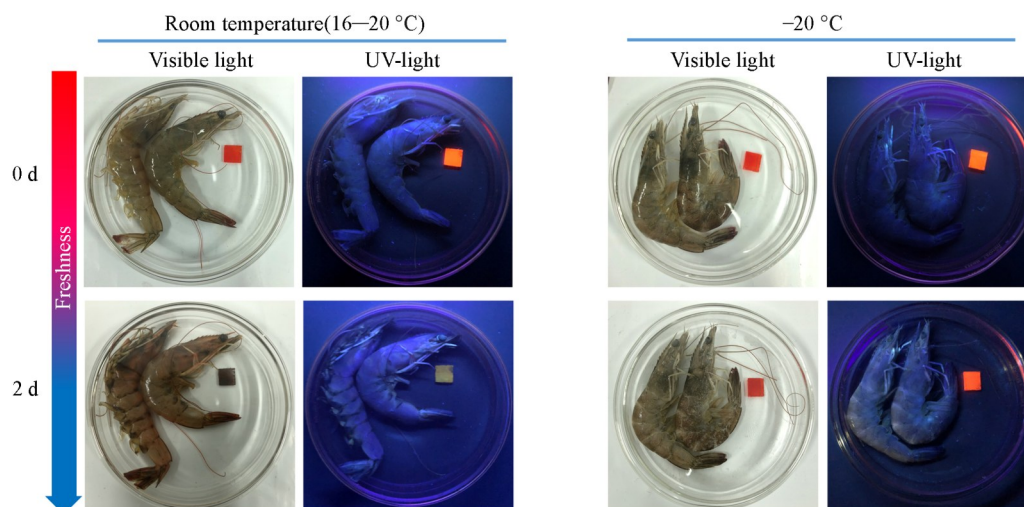 Room temperature(16—20 °C)
−20 °C
Visible light
UV-light
Visible light
UV-light
0 d
Freshness
2 d